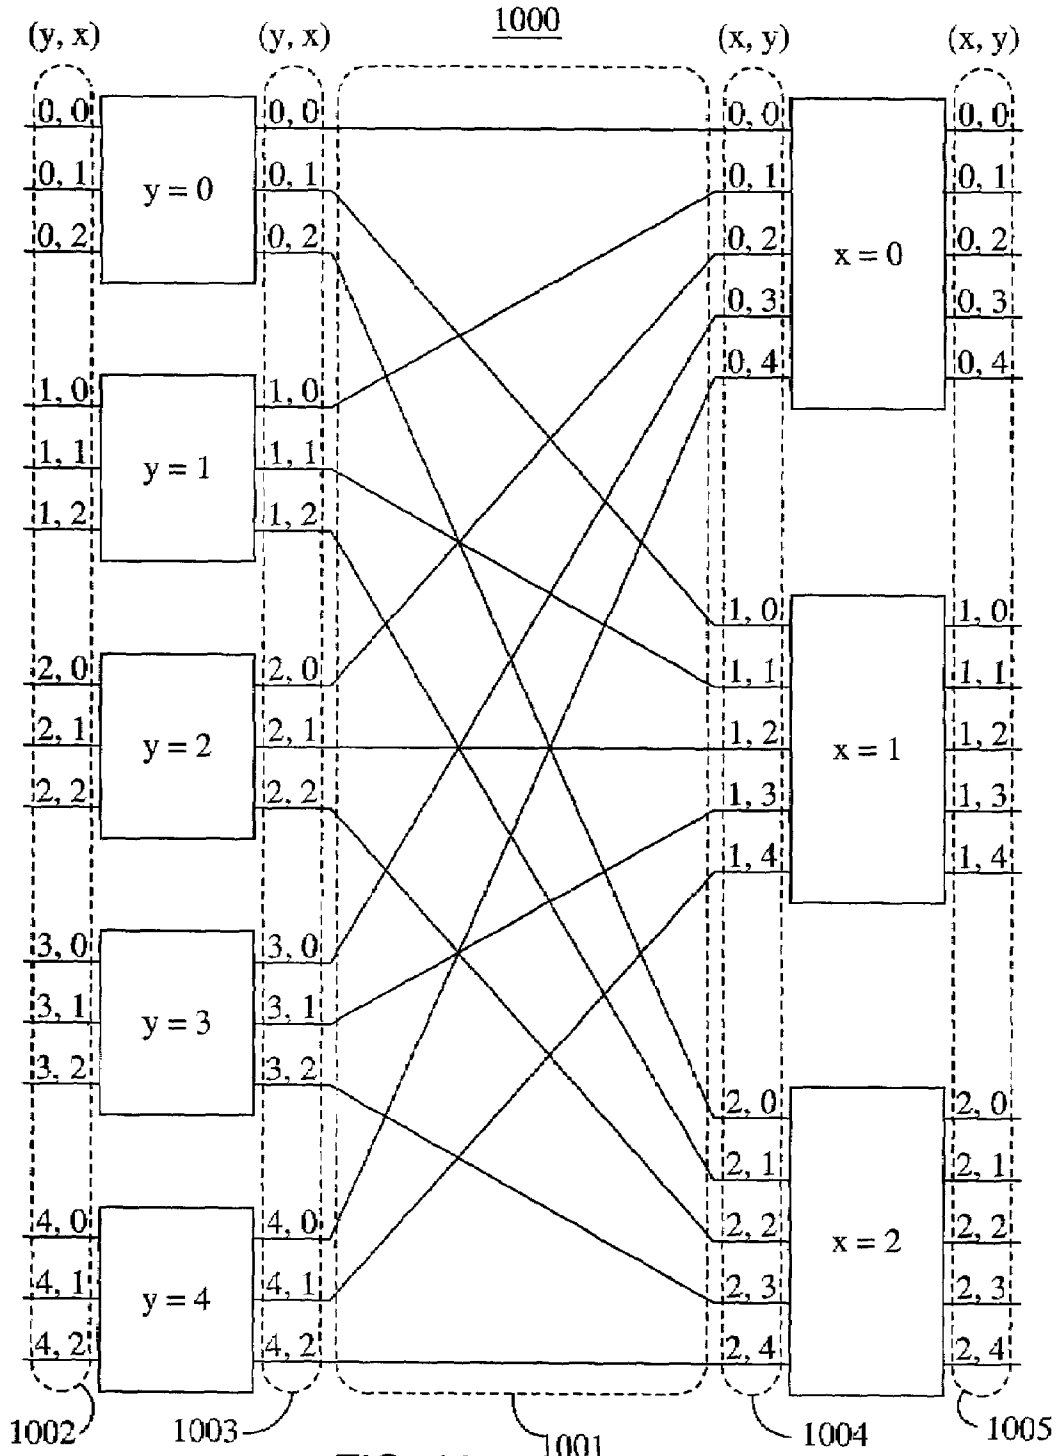 1000
(y, x) (y, x) (x, y) (x, y)
0, 0 0, 0 0, 0 0, 0
0, 1 y = 0 0, 1 0, 1 0, 1
0, 2 0, 2 0, 2 x = 0 0, 2
0, 3 0, 3
0, 4 0, 4
1, 0 1, 0
1, 1 y = 1 1, 1
1, 2 1, 2
1, 0 1, 0
2, 0 2, 0 1, 1 1, 1
2, 1 y = 2 2, 1 1, 2 x = 1 1, 2
2, 2 2, 2 1, 3 1, 3
1, 4 1, 4
3, 0 3, 0
3, 1 y = 3 3, 1
3, 2 3, 2
2, 0 2, 0
2, 1 2, 1
4, 0 4, 0 2, 2 x = 2 2, 2
4, 1 y = 4 4, 1 2, 3 2, 3
4, 2 4, 2 2, 4 2, 4
1002 1003 1001 1004 1005